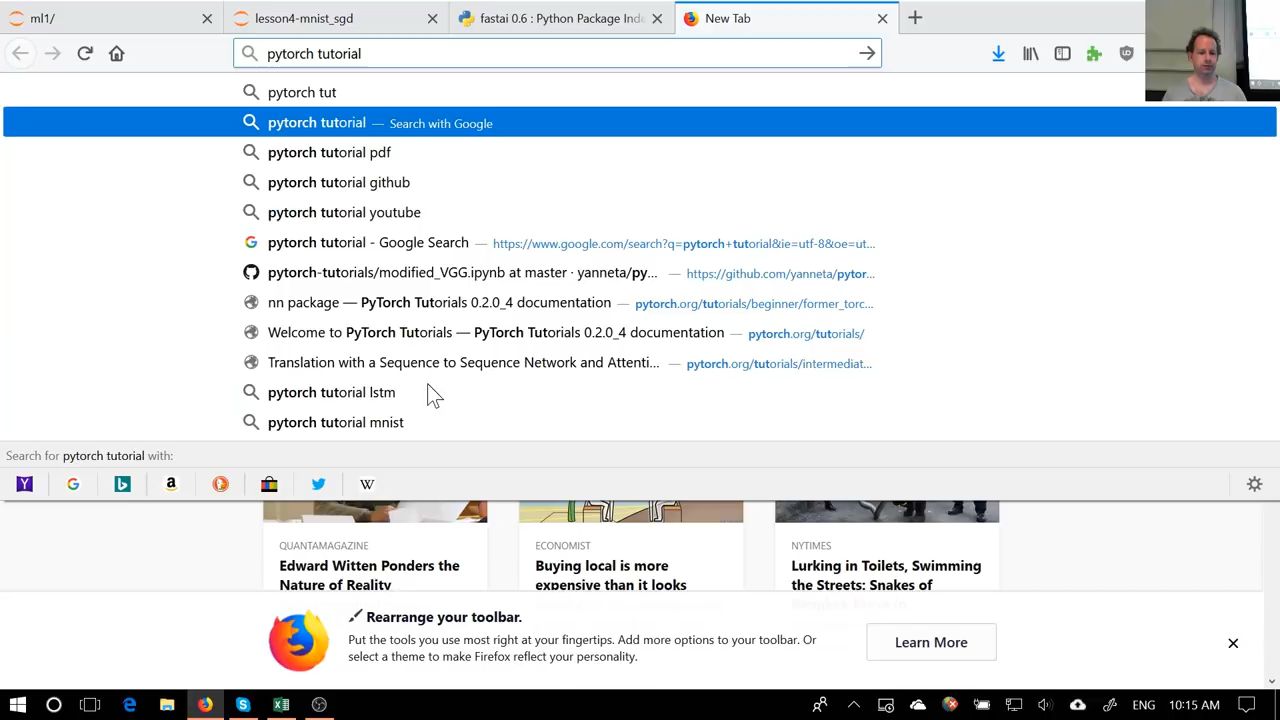 ml1/
lesson4-mnist_sgd
fastai 0.6 : Python Package Inde
New Tab
pytorch tutorial
pytorch tut
pytorch tutorial — Search with Google
pytorch tutorial pdf
pytorch tutorial github
pytorch tutorial youtube
pytorch tutorial - Google Search — https://www.google.com/search?q=pytorch+tutorial&ie=utf-8&oe=ut...
pytorch-tutorials/modified_VGG.ipynb at master · yanneta/py... — https://github.com/yanneta/pytor...
nn package — PyTorch Tutorials 0.2.0_4 documentation — pytorch.org/tutorials/beginner/former_torc...
Welcome to PyTorch Tutorials — PyTorch Tutorials 0.2.0_4 documentation — pytorch.org/tutorials/
Translation with a Sequence to Sequence Network and Attenti... — pytorch.org/tutorials/intermediat...
pytorch tutorial lstm
pytorch tutorial mnist
Search for pytorch tutorial with:
QUANTAMAGAZINE
Edward Witten Ponders the
Nature of Reality
ECONOMIST
Buying local is more
expensive than it looks
NYTIMES
Lurking in Toilets, Swimming
the Streets: Snakes of
Rearrange your toolbar.
Put the tools you use most right at your fingertips. Add more options to your toolbar. Or
select a theme to make Firefox reflect your personality.
Learn More
ENG
10:15 AM